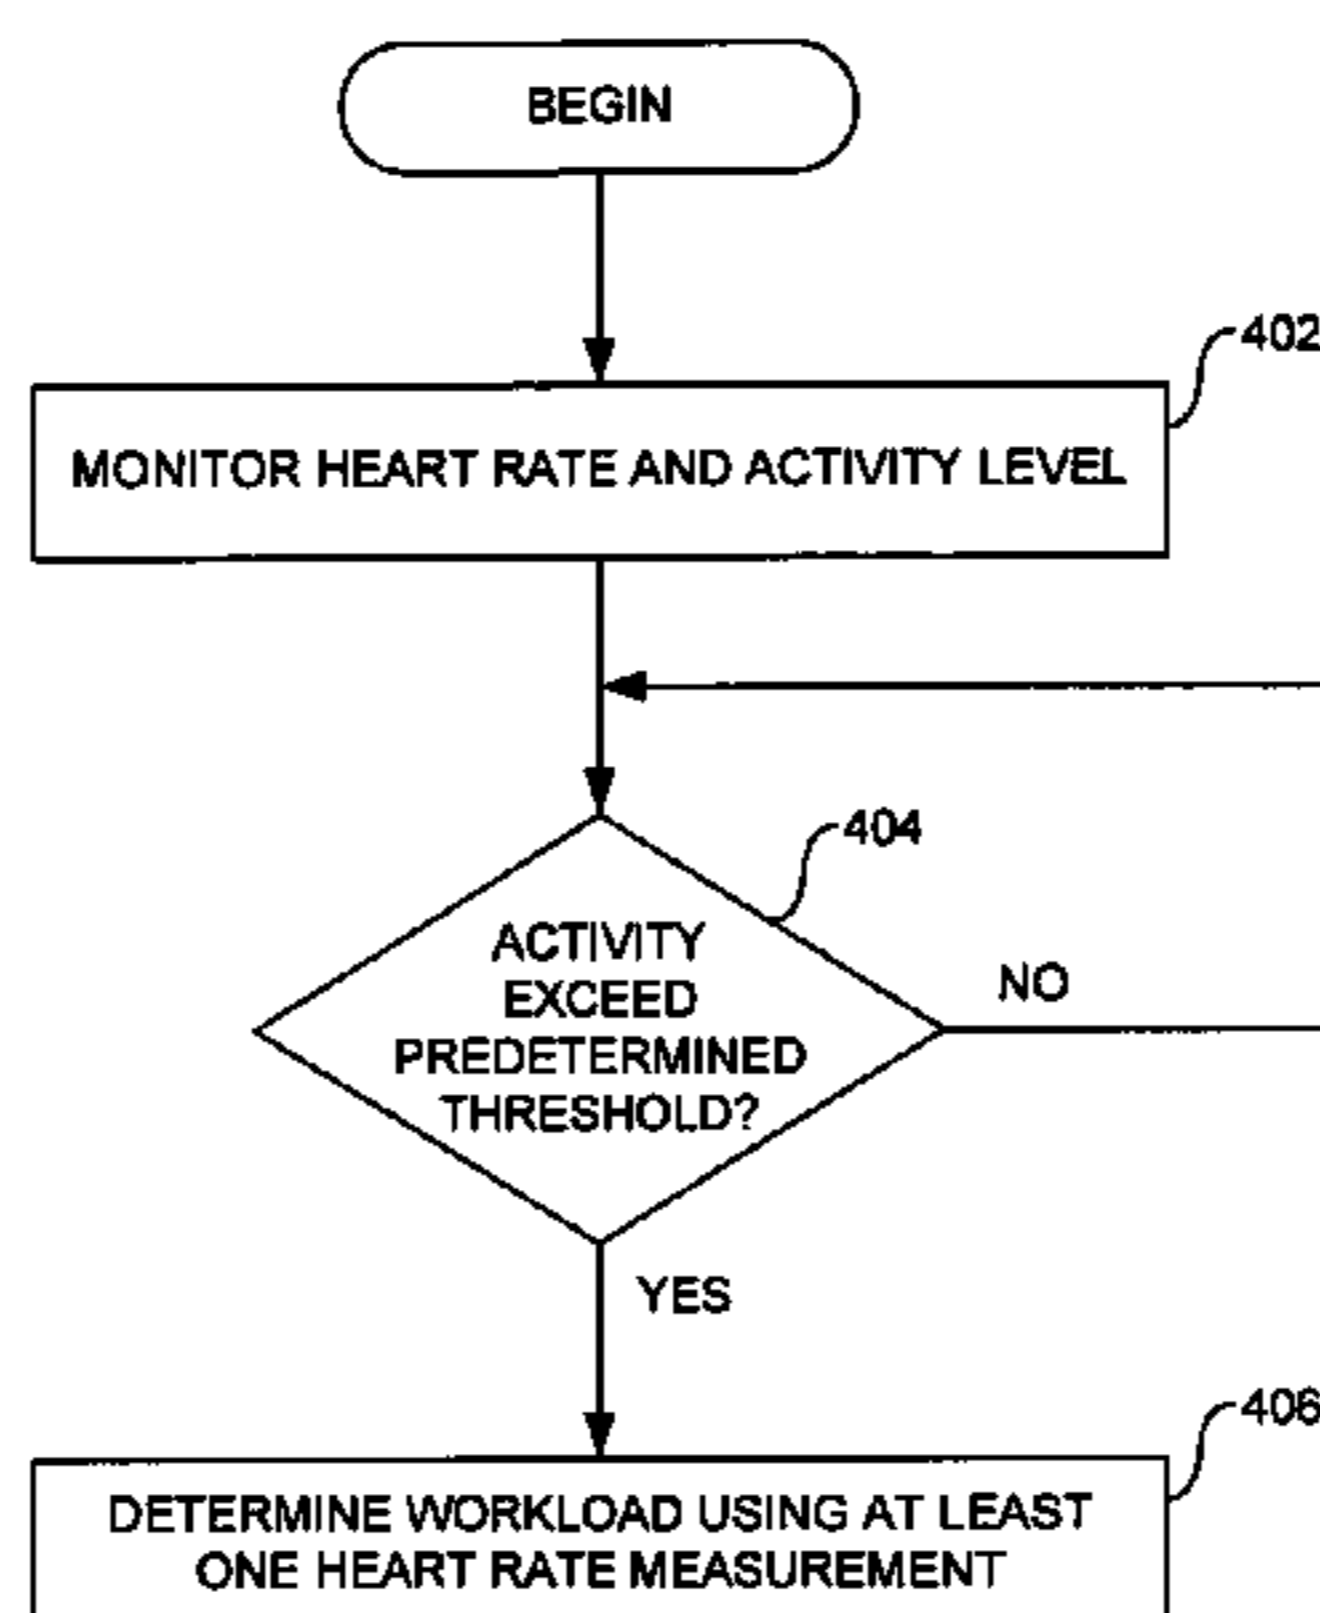 BEGIN
402
MONITOR HEART RATE AND ACTIVITY LEVEL
404
ACTIVITY
EXCEED
PREDETERMINED
THRESHOLD?
NO
YES
406
DETERMINE WORKLOAD USING AT LEAST
ONE HEART RATE MEASUREMENT